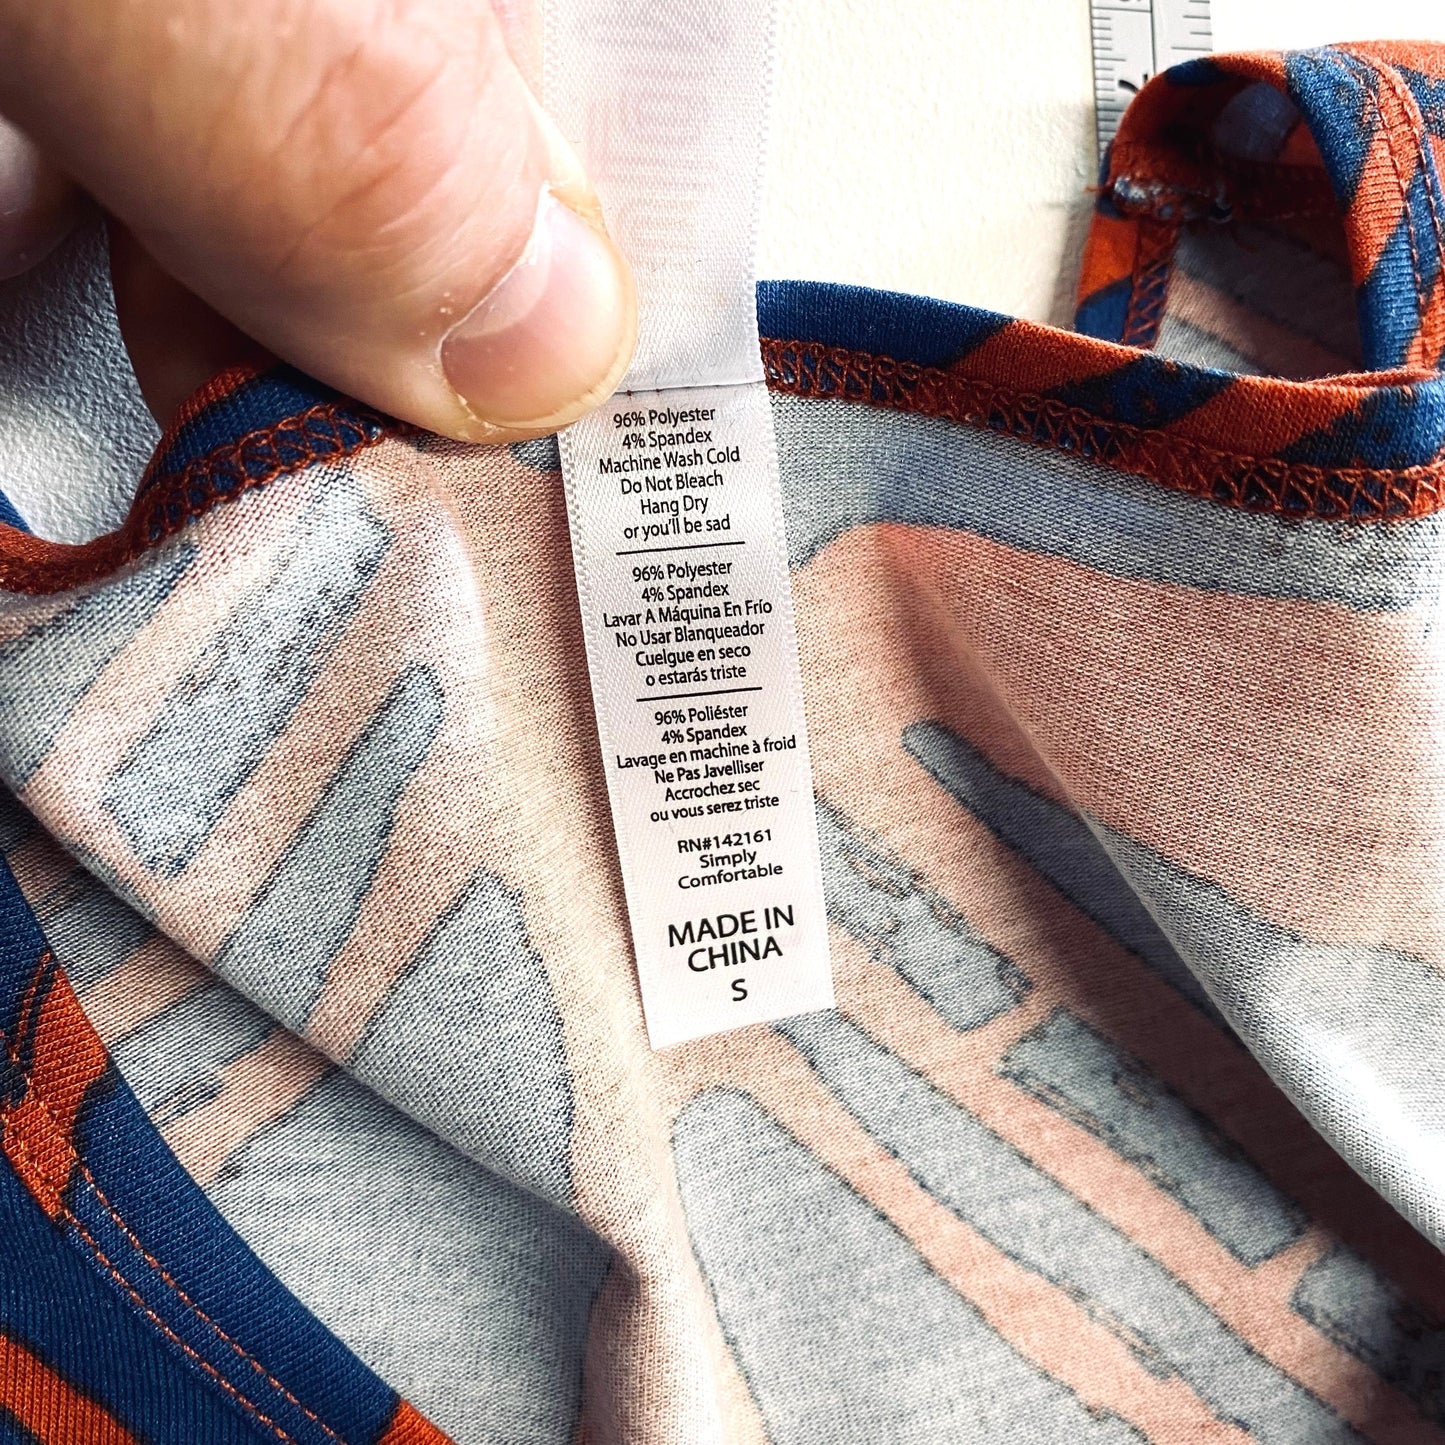 96% Polyester
4% Spandex
Machine Wash Cold
Do Not Bleach
Hang Dry
or you'll be sad
96% Polyester
4% Spandex
Lavar A Máquina En Frío
No Usar Blanqueador
Cuelgue en seco
o estarás triste
96% Poliéster
4% Spandex
Lavage en machine à froid
Ne Pas Javelliser
Accrochez sec
ou vous serez triste
RN#142161
Simply
Comfortable
MADE IN
CHINA
S